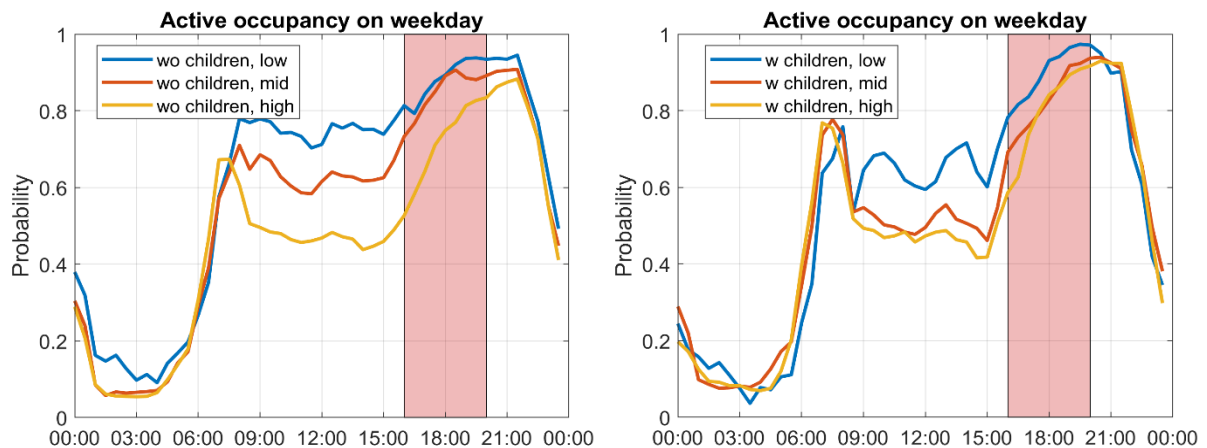 Active occupancy on weekday
wo children, low
wo children, mid
wo children, high
Probability
1
0.8
0.6
0.4
0.2
0
00:00 03:00 06:00 09:00 12:00 15:00 18:00 21:00 00:00
Active occupancy on weekday
w children, low
w children, mid
w children, high
Probability
1
0.8
0.6
0.4
0.2
0
00:00 03:00 06:00 09:00 12:00 15:00 18:00 21:00 00:00